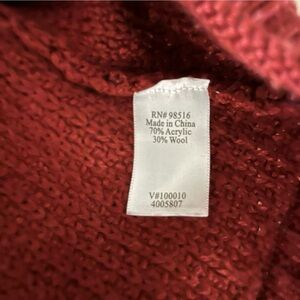 RN# 98516
Made in China
70% Acrylic
30% Wool
V#100010
4005807